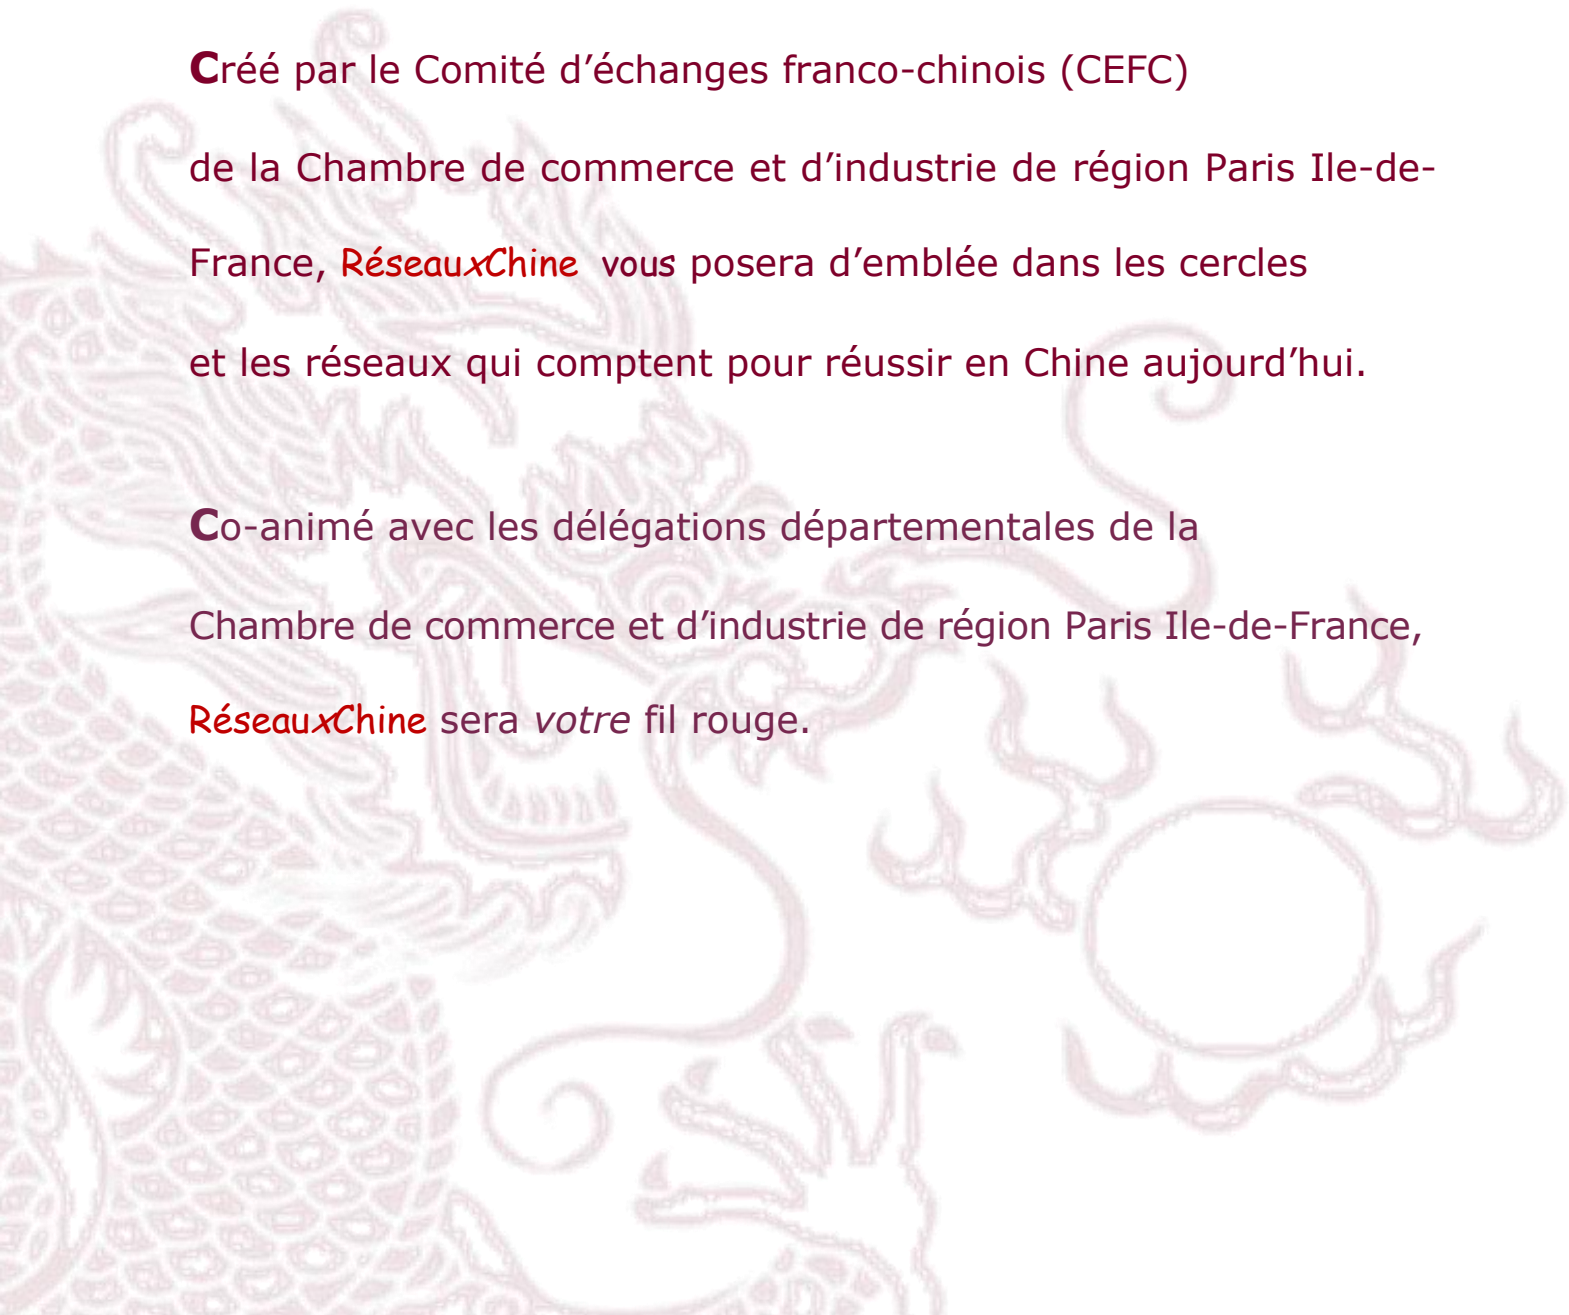 Créé par le Comité d’échanges franco-chinois (CEFC)
de la Chambre de commerce et d’industrie de région Paris Ile-de-
France, RéseauxChine vous posera d’emblée dans les cercles
et les réseaux qui comptent pour réussir en Chine aujourd’hui.
Co-animé avec les délégations départementales de la
Chambre de commerce et d’industrie de région Paris Ile-de-France,
RéseauxChine sera votre fil rouge.